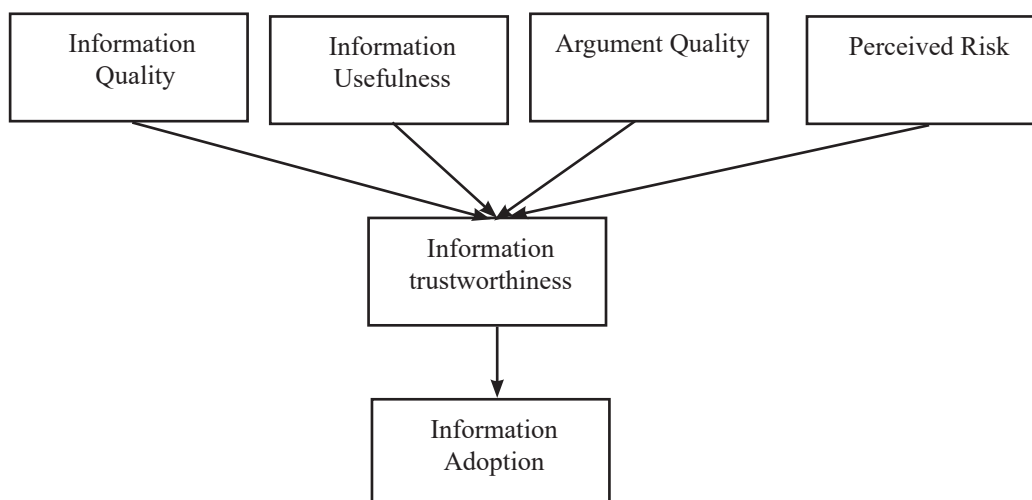 Information
Quality
Information
Usefulness
Argument Quality
Perceived Risk
Information
trustworthiness
Information
Adoption